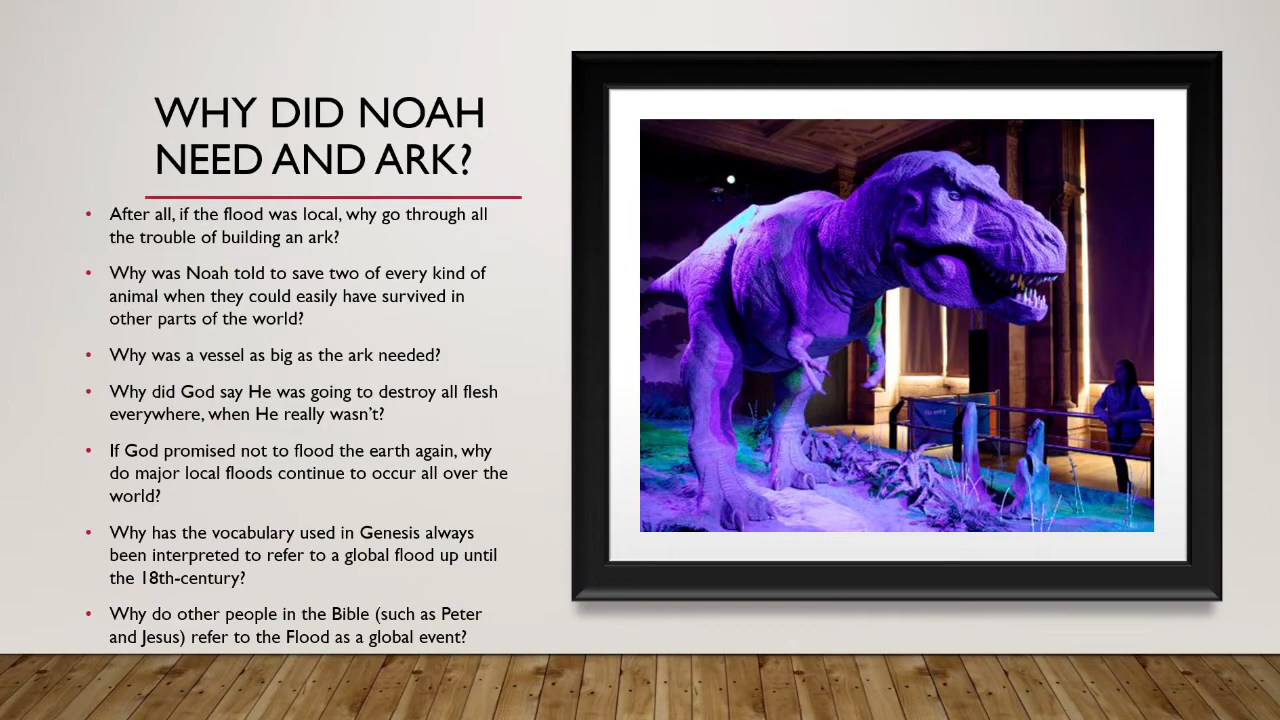 WHY DID NOAH
NEED AND ARK?
• After all, if the flood was local, why go through all
the trouble of building an ark?
• Why was Noah told to save two of every kind of
animal when they could easily have survived in
other parts of the world?
• Why was a vessel as big as the ark needed?
• Why did God say He was going to destroy all flesh
everywhere, when He really wasn't?
• If God promised not to flood the earth again, why
do major local floods continue to occur all over the
world?
• Why has the vocabulary used in Genesis always
been interpreted to refer to a global flood up until
the 18th-century?
• Why do other people in the Bible (such as Peter
and Jesus) refer to the Flood as a global event?